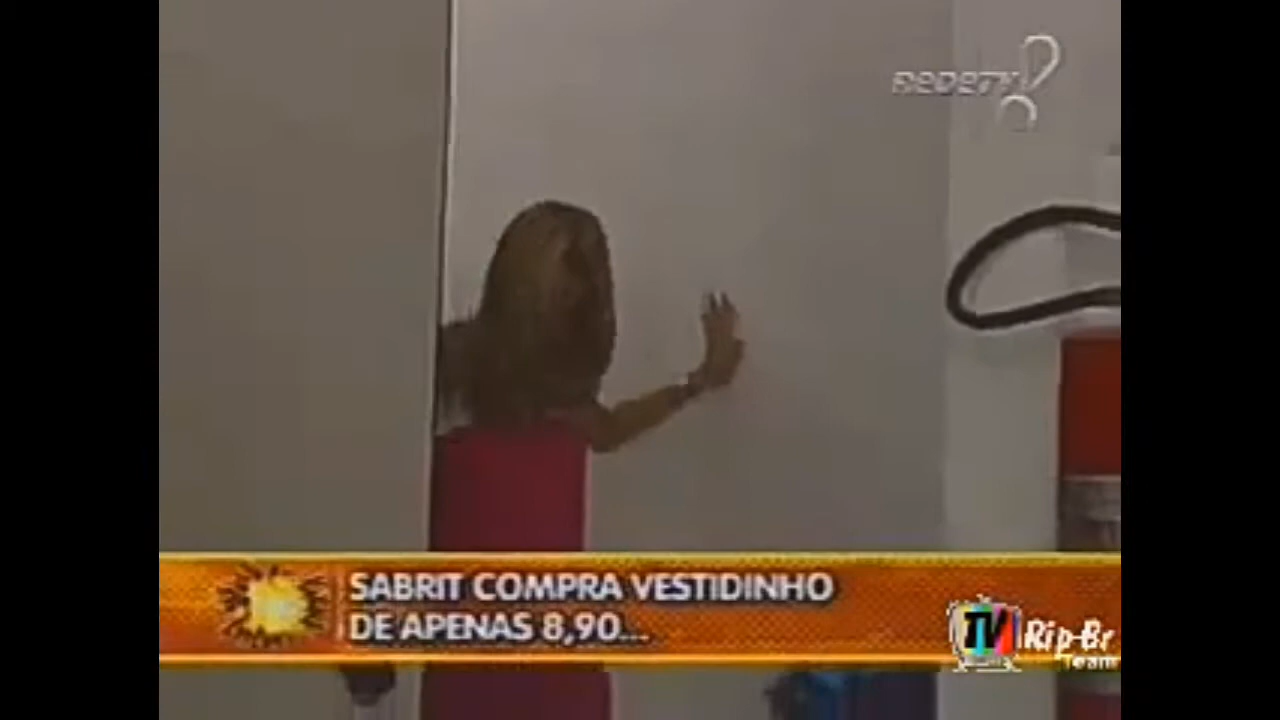 REDETV!
SABRIT COMPRA VESTIDINHO
DE APENAS 8,90...
TV Rip-Br
Team